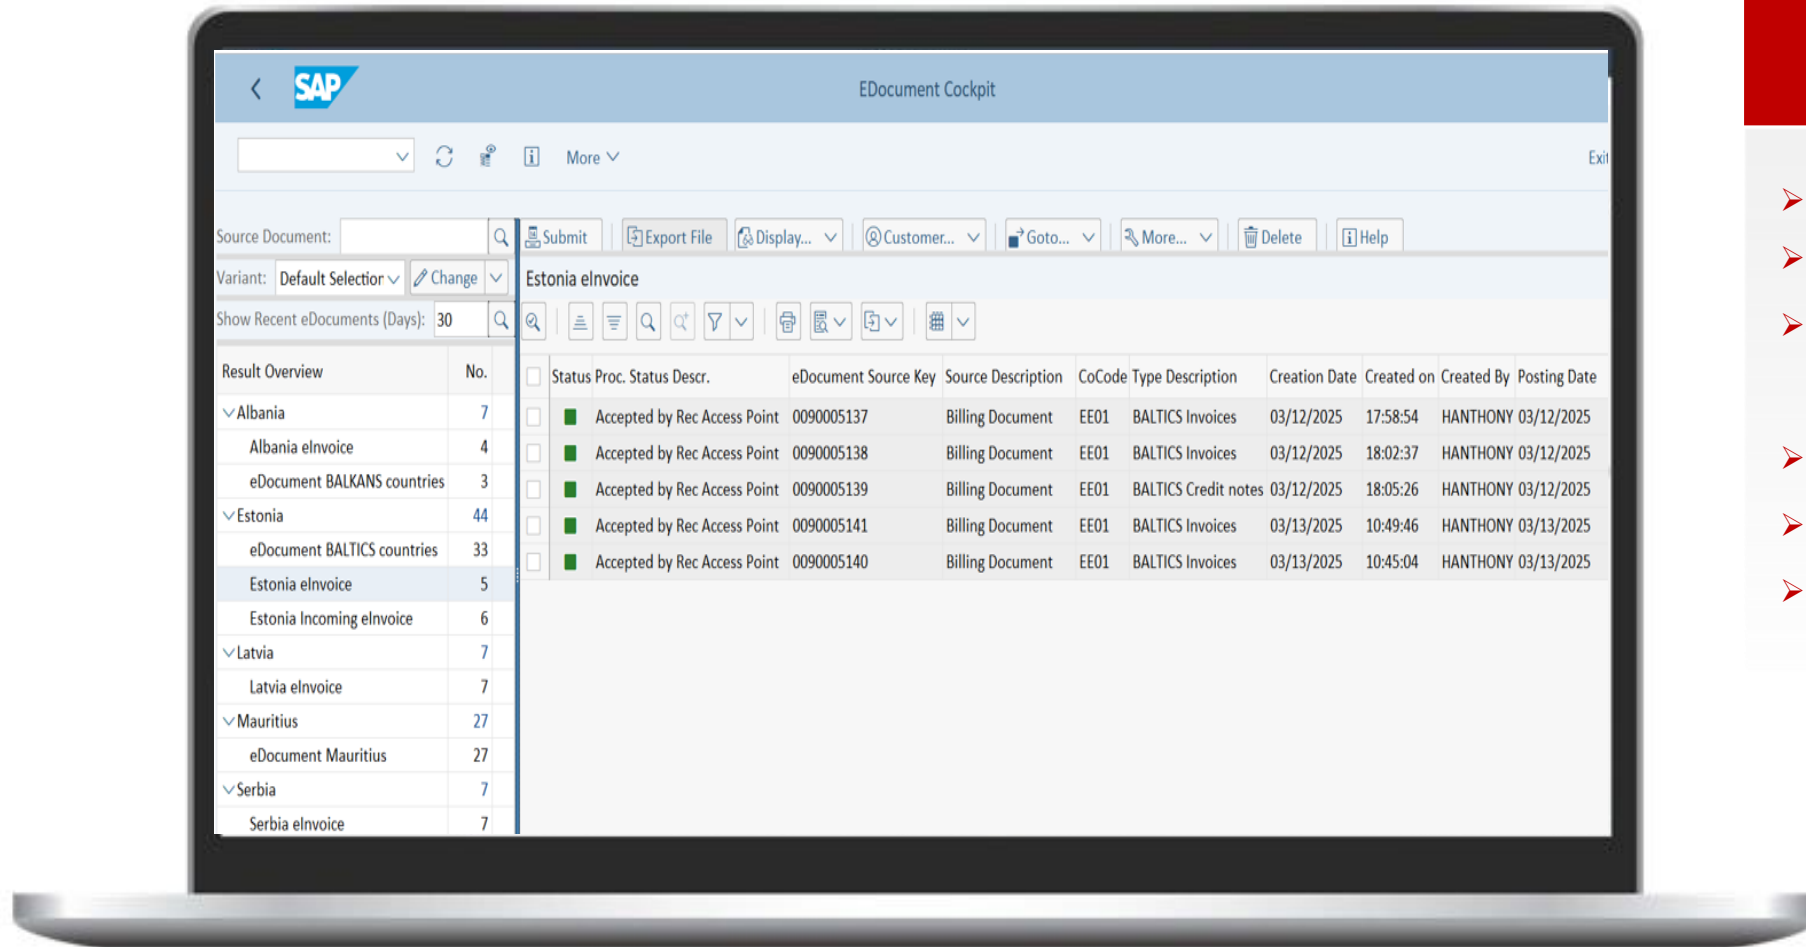 SAP
EDocument Cockpit
More
Exit
Source Document:
Submit Export File Display... Customer... Goto... More... Delete Help
Variant: Default Selection Change
Estonia eInvoice
Show Recent eDocuments (Days): 30
Result Overview No.
Albania 7
Albania eInvoice 4
eDocument BALKANS countries 3
Estonia 44
eDocument BALTICS countries 33
Estonia eInvoice 5
Estonia Incoming eInvoice 6
Latvia 7
Latvia eInvoice 7
Mauritius 27
eDocument Mauritius 27
Serbia 7
Serbia eInvoice 7
Status Proc. Status Descr. eDocument Source Key Source Description CoCode Type Description Creation Date Created on Created By Posting Date
Accepted by Rec Access Point 0090005137 Billing Document EE01 BALTICS Invoices 03/12/2025 17:58:54 HANTHONY 03/12/2025
Accepted by Rec Access Point 0090005138 Billing Document EE01 BALTICS Invoices 03/12/2025 18:02:37 HANTHONY 03/12/2025
Accepted by Rec Access Point 0090005139 Billing Document EE01 BALTICS Credit notes 03/12/2025 18:05:26 HANTHONY 03/12/2025
Accepted by Rec Access Point 0090005141 Billing Document EE01 BALTICS Invoices 03/13/2025 10:49:46 HANTHONY 03/13/2025
Accepted by Rec Access Point 0090005140 Billing Document EE01 BALTICS Invoices 03/13/2025 10:45:04 HANTHONY 03/13/2025